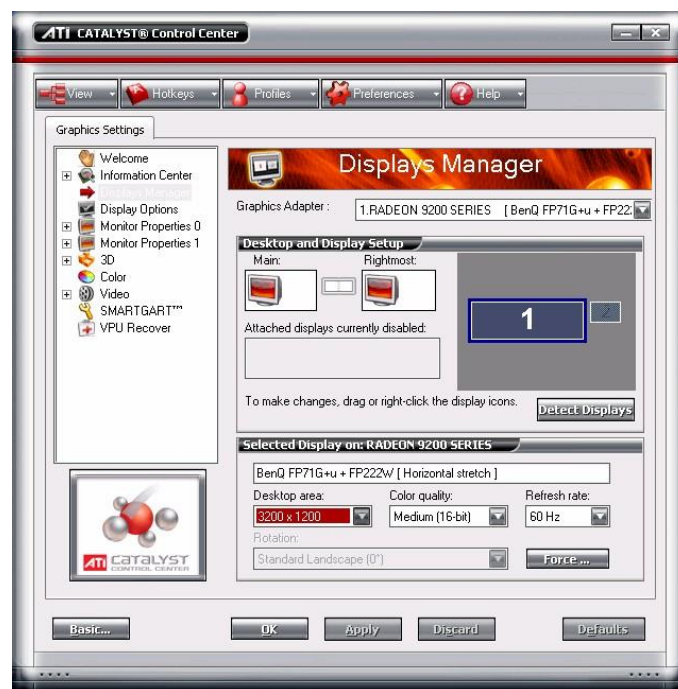 ATI CATALYST® Control Center
View Hotkeys Profiles Preferences Help
Graphics Settings
Welcome
Information Center
Displays Manager
Display Options
Monitor Properties 0
Monitor Properties 1
3D
Color
Video
SMARTGART™
VPU Recover
ATI CATALYST
CONTROL CENTER
Displays Manager
Graphics Adapter :
1.RADEON 9200 SERIES [ BenQ FP71G+u + FP22:
Desktop and Display Setup
Main: Rightmost:
1 2
Attached displays currently disabled:
To make changes, drag or right-click the display icons.
Detect Displays
Selected Display on: RADEON 9200 SERIES
BenQ FP71G+u + FP222W [ Horizontal stretch ]
Desktop area: Color quality: Refresh rate:
3200 x 1200 Medium (16-bit) 60 Hz
Rotation:
Standard Landscape (0°)
Force ...
Basic... OK Apply Discard Defaults